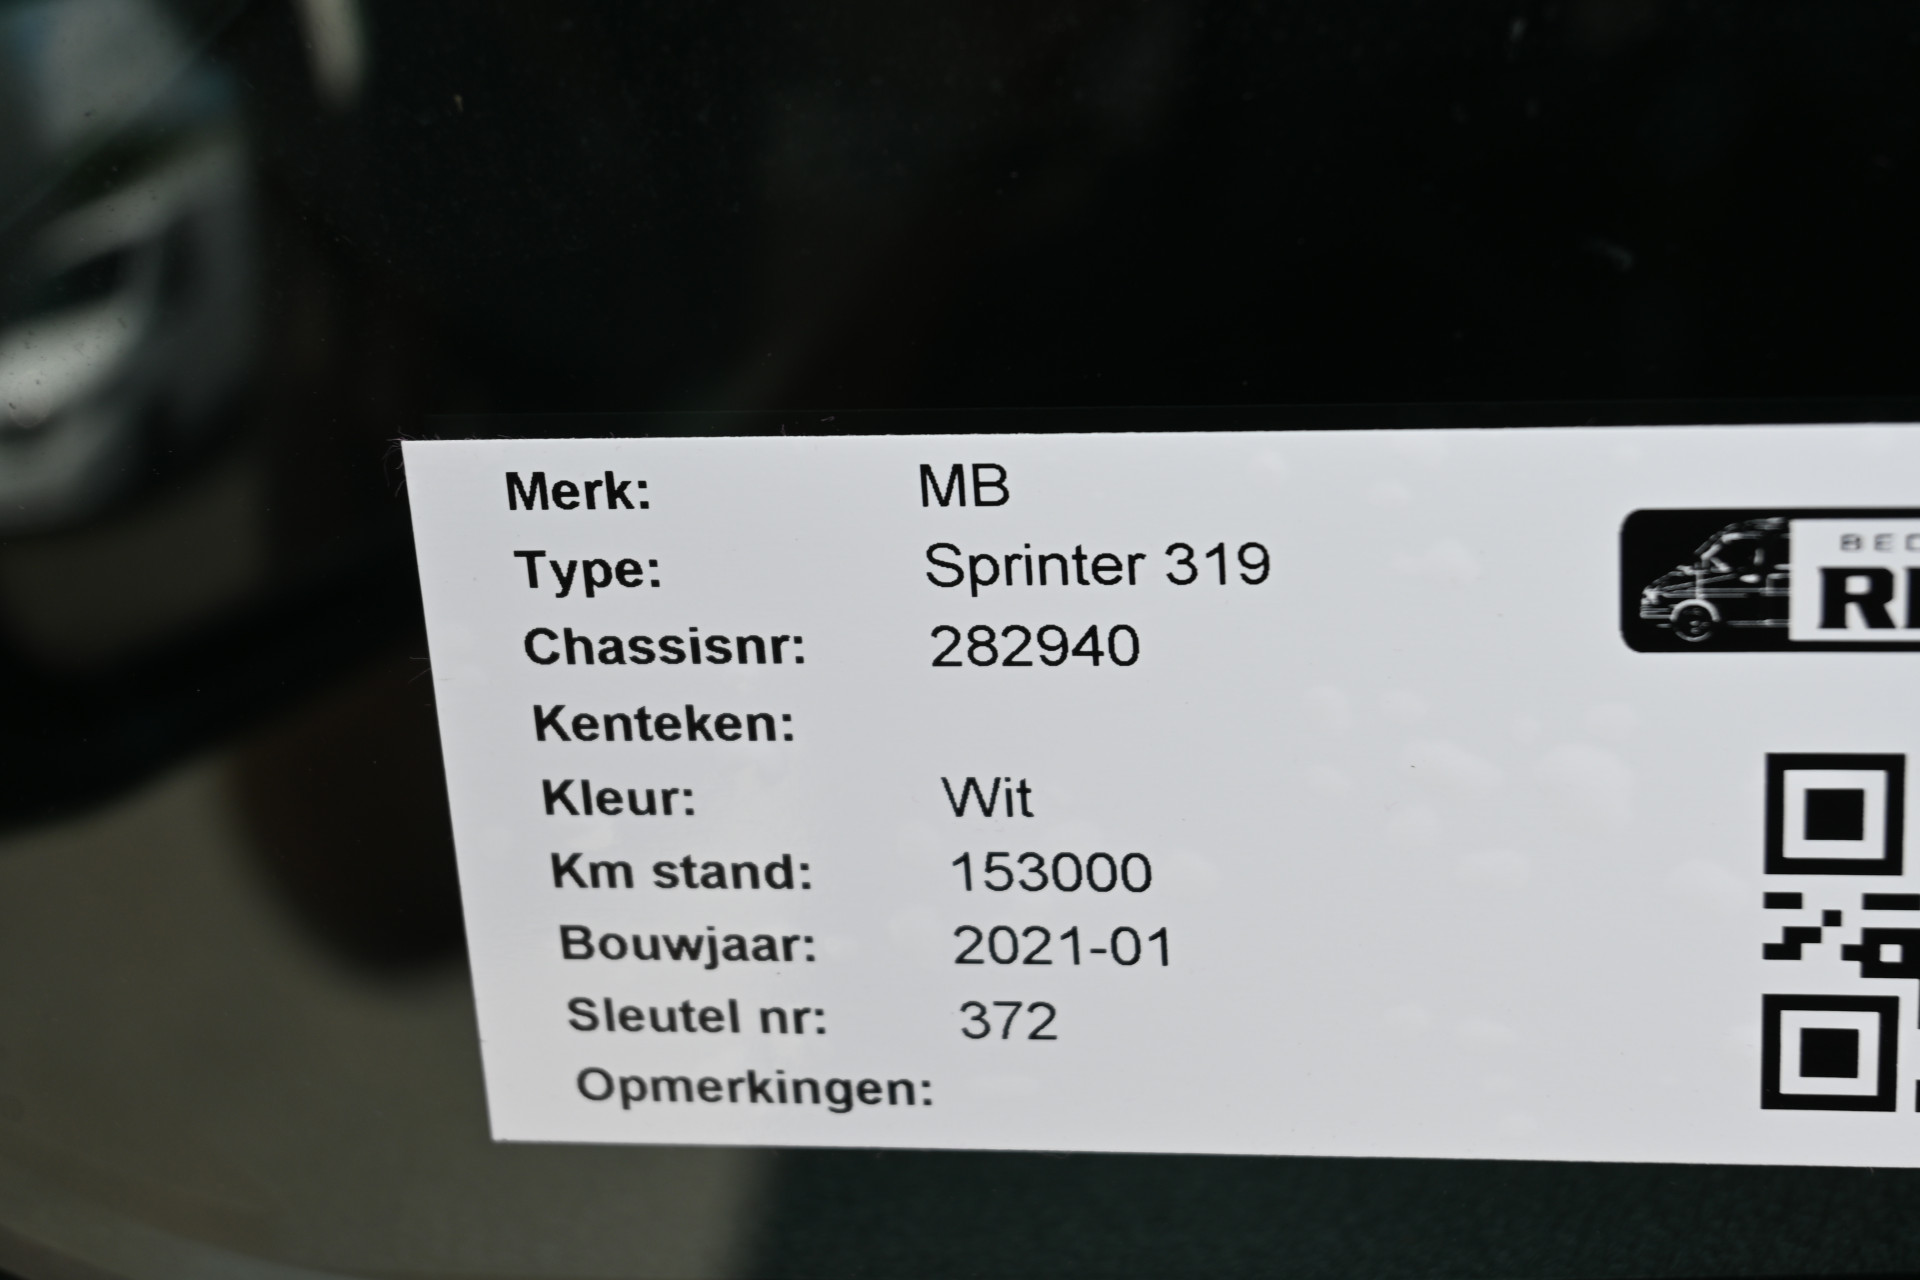 Merk: MB
Type: Sprinter 319
Chassisnr: 282940
Kenteken:
Kleur: Wit
Km stand: 153000
Bouwjaar: 2021-01
Sleutel nr: 372
Opmerkingen: